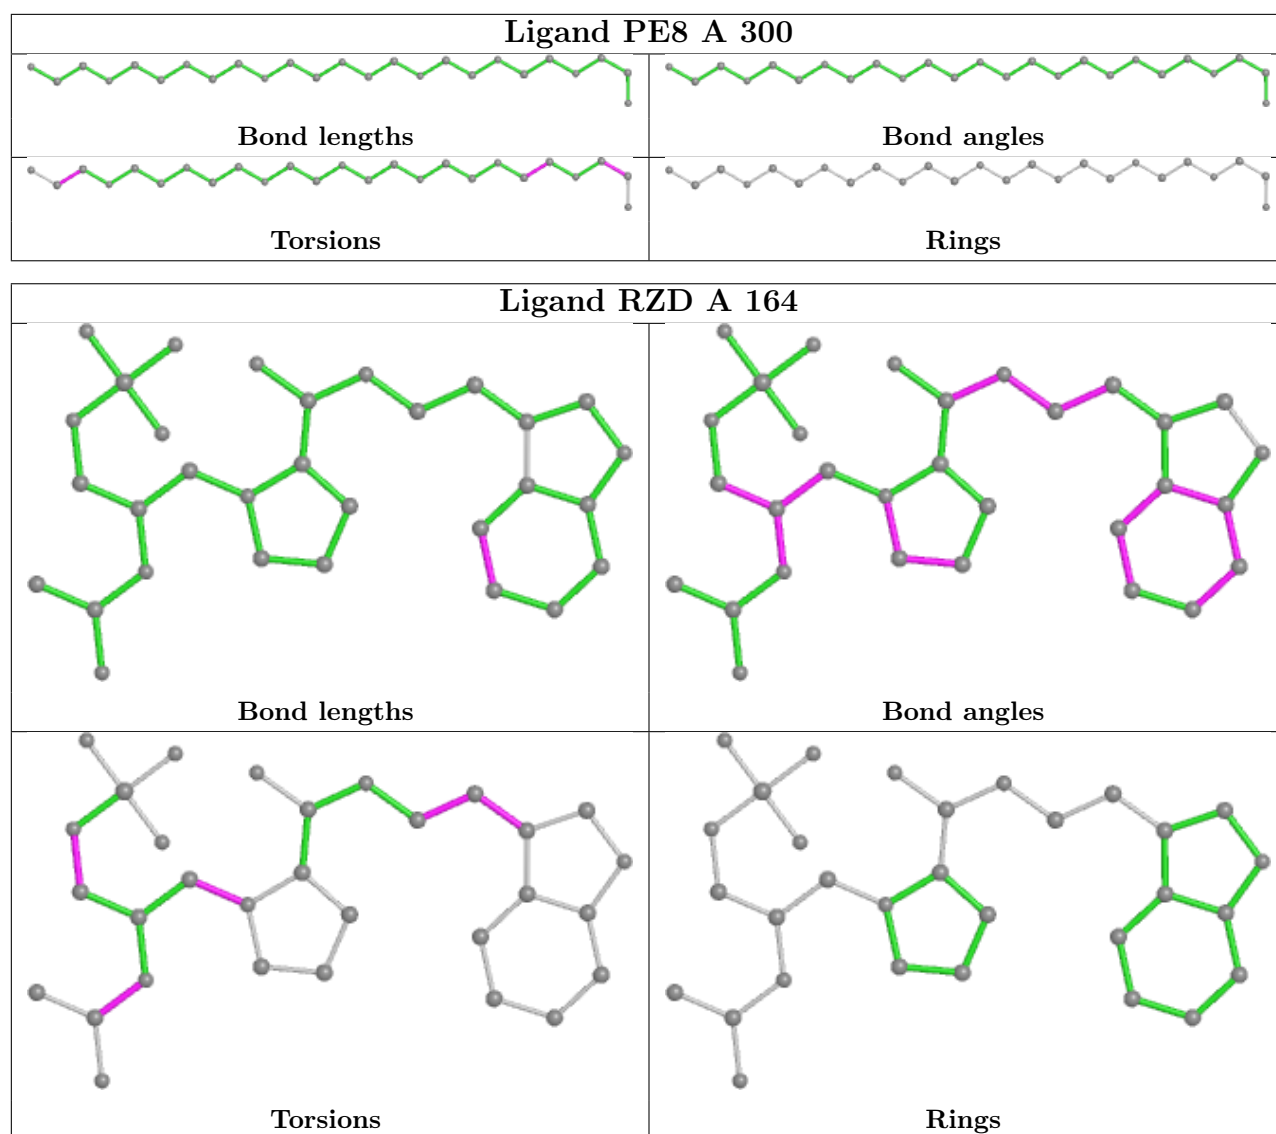 Ligand PE8 A 300
Bond lengths
Bond angles
Torsions
Rings
Ligand RZD A 164
Bond lengths
Bond angles
Torsions
Rings